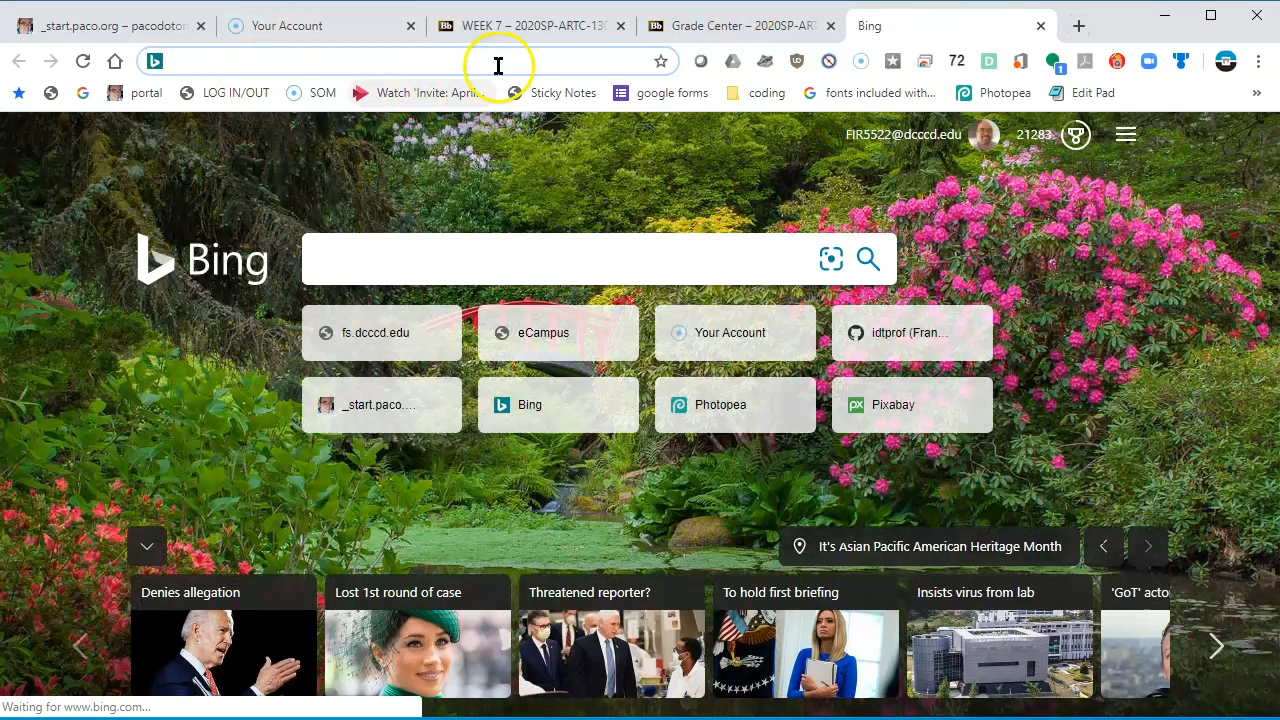 _start.paco.org – pacodotor
Your Account
WEEK 7 – 2020SP-ARTC-130
Grade Center – 2020SP-ART
Bing
72
1
portal
LOG IN/OUT
SOM
Watch 'Invite: April...
Sticky Notes
google forms
coding
fonts included with...
Photopea
Edit Pad
FIR5522@dcccd.edu
21283
Bing
fs.dcccd.edu
eCampus
Your Account
idtprof (Fran...
_start.paco....
Bing
Photopea
Pixabay
It's Asian Pacific American Heritage Month
Denies allegation
Lost 1st round of case
Threatened reporter?
To hold first briefing
Insists virus from lab
'GoT' acto
Waiting for www.bing.com...